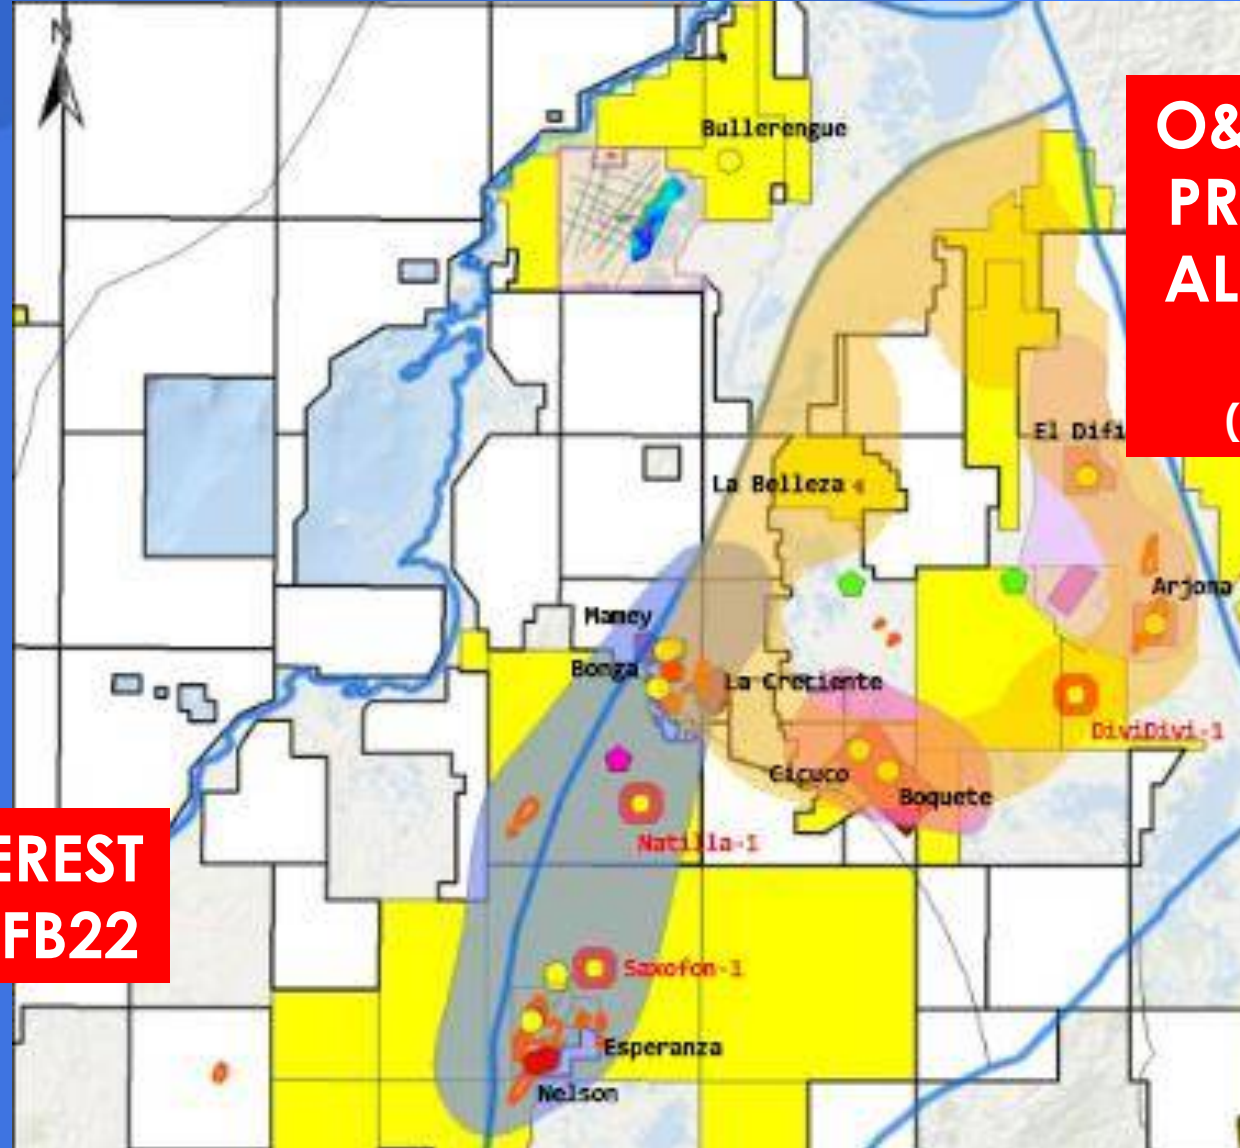 N
Bullerengue
O&
PR
AL
(
El Difi
La Belleza
Arjona
Mamey
Bonga
La Creciente
DiviDivi-1
Cicuco
Boquete
Natilla-1
EREST
FB22
Saxofon-1
Esperanza
Nelson